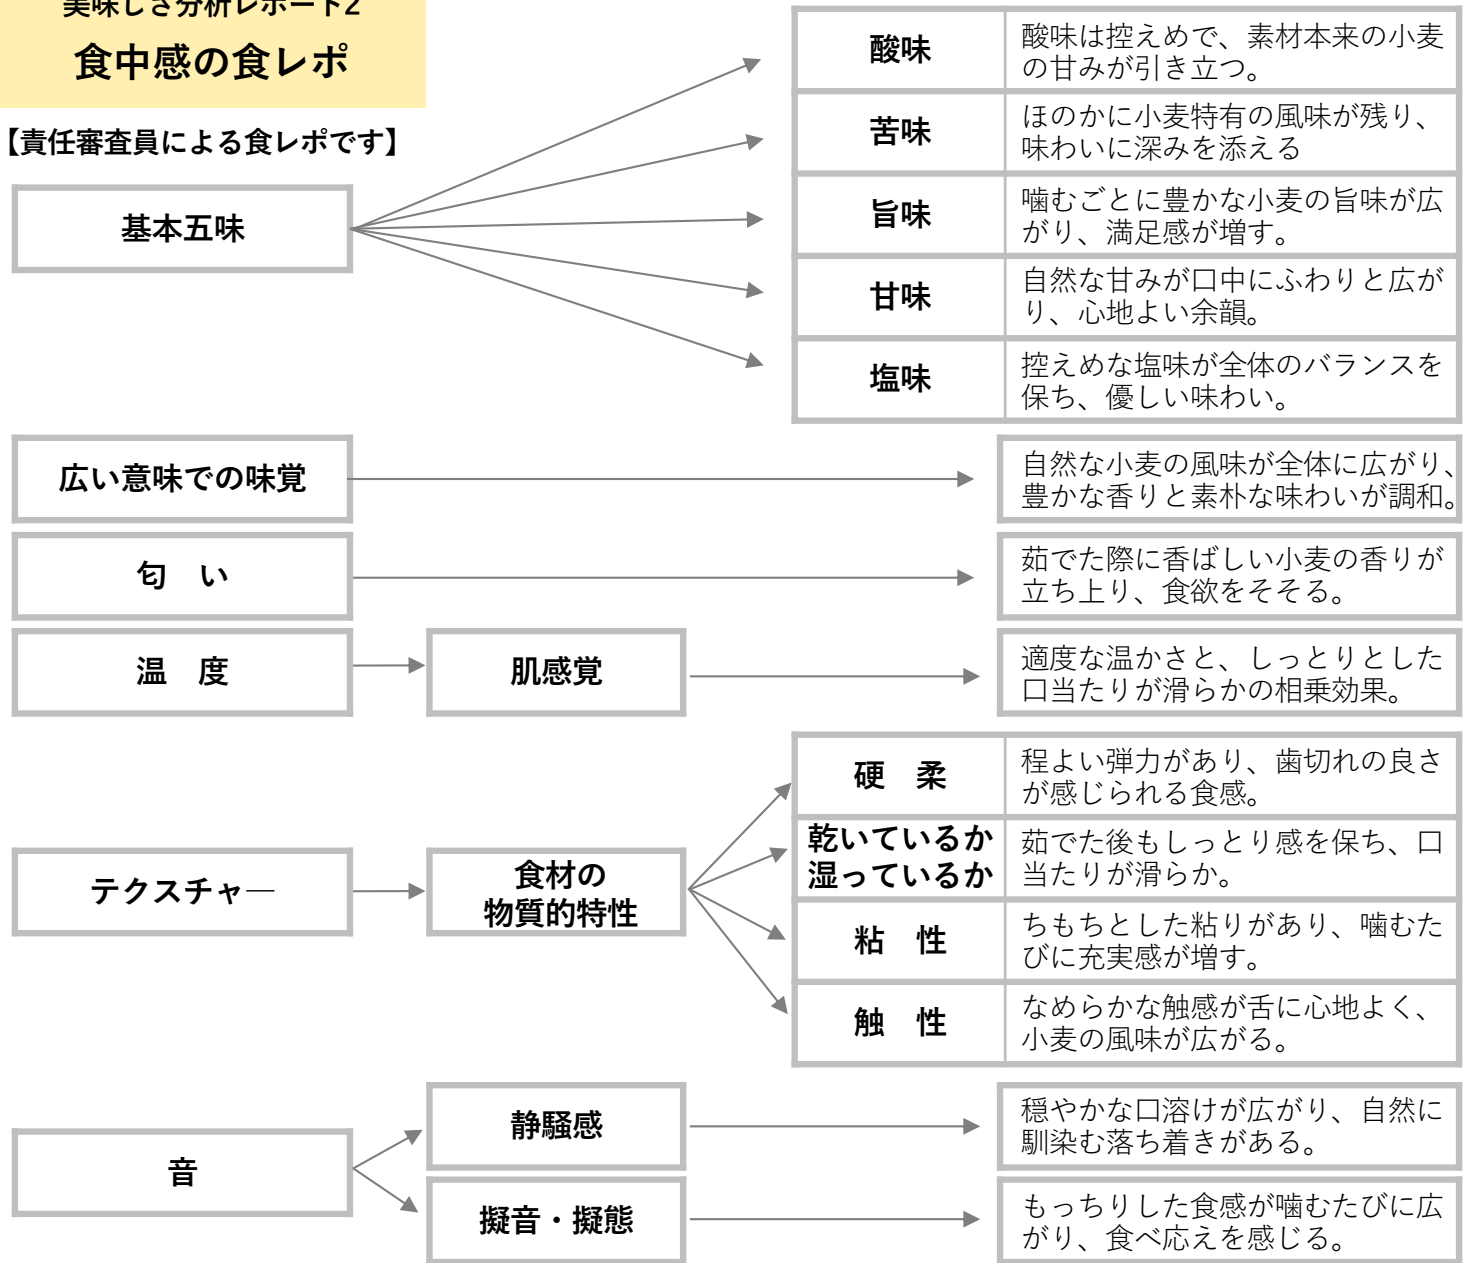 美味しさ分析レポート2
食中感の食レポ
【責任審査員による食レポです】
基本五味
酸味
酸味は控えめで、素材本来の小麦
の甘みが引き立つ。
苦味
ほのかに小麦特有の風味が残り、
味わいに深みを添える
旨味
噛むごとに豊かな小麦の旨味が広
がり、満足感が増す。
甘味
自然な甘みが口中にふわりと広が
り、心地よい余韻。
塩味
控えめな塩味が全体のバランスを
保ち、優しい味わい。
広い意味での味覚
自然な小麦の風味が全体に広がり、
豊かな香りと素朴な味わいが調和。
匂　い
茹でた際に香ばしい小麦の香りが
立ち上り、食欲をそそる。
温　度
肌感覚
適度な温かさと、しっとりとした
口当たりが滑らかの相乗効果。
テクスチャ―
食材の
物質的特性
硬　柔
程よい弾力があり、歯切れの良さ
が感じられる食感。
乾いているか
湿っているか
茹でた後もしっとり感を保ち、口
当たりが滑らか。
粘　性
ちもちとした粘りがあり、噛むた
びに充実感が増す。
触　性
なめらかな触感が舌に心地よく、
小麦の風味が広がる。
音
静騒感
穏やかな口溶けが広がり、自然に
馴染む落ち着きがある。
擬音・擬態
もっちりした食感が噛むたびに広
がり、食べ応えを感じる。